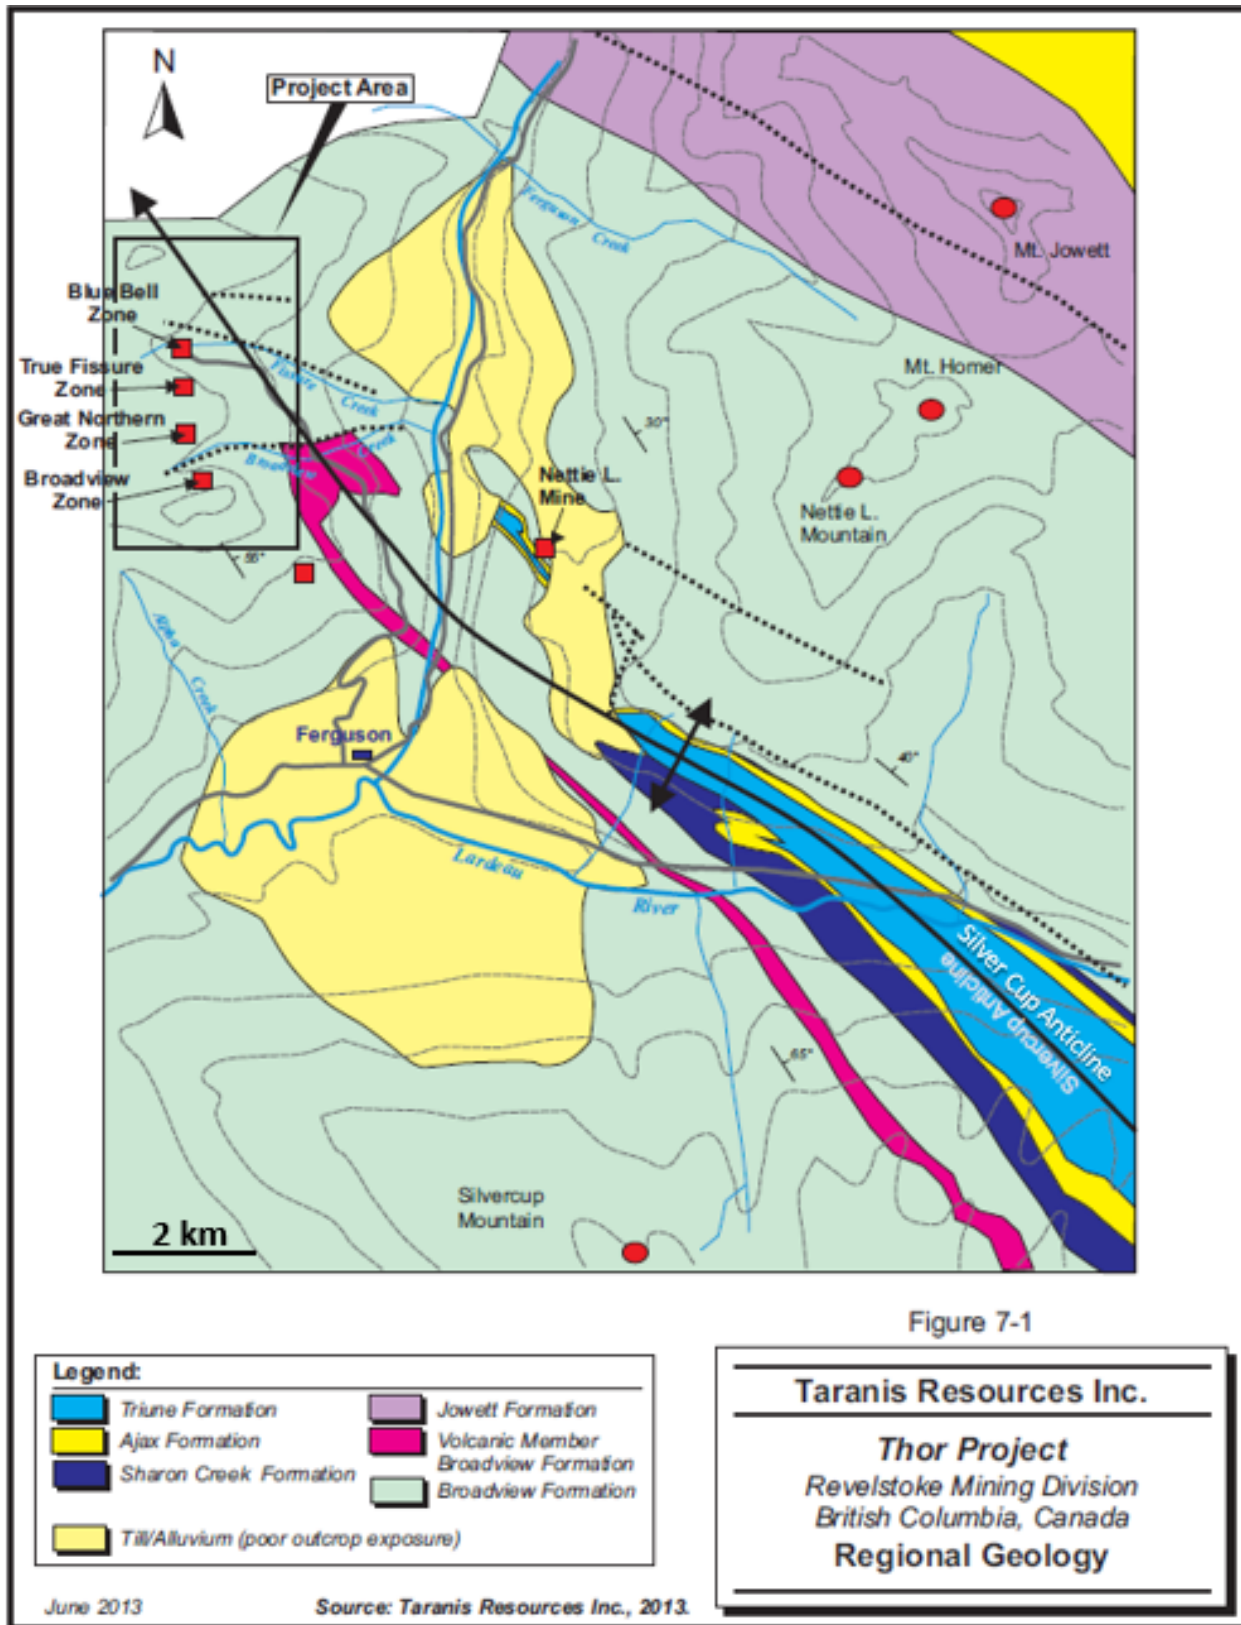 N
Project Area
Ferguson
Creek
Mt. Jowett
Blue Bell
Zone
True Fissure
Zone
Great Northern
Zone
Broadview
Zone
Fissure
Creek
Broadview
Creek
Mt. Homer
30°
Nettie L.
Mine
Nettie L.
Mountain
55°
Alpha
Creek
Ferguson
40°
Lardeau
River
Silver Cup Anticline
Silvercup Anticline
65°
Silvercup
Mountain
2 km
Figure 7-1
Legend:
Triune Formation
Ajax Formation
Sharon Creek Formation
Till/Alluvium (poor outcrop exposure)
Jowett Formation
Volcanic Member
Broadview Formation
Broadview Formation
Taranis Resources Inc.
Thor Project
Revelstoke Mining Division
British Columbia, Canada
Regional Geology
June 2013
Source: Taranis Resources Inc., 2013.